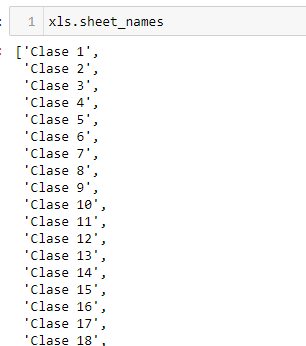 1 xls.sheet_names
['Clase 1',
'Clase 2',
'Clase 3',
'Clase 4',
'Clase 5',
'Clase 6',
'Clase 7',
'Clase 8',
'Clase 9',
'Clase 10',
'Clase 11',
'Clase 12',
'Clase 13',
'Clase 14',
'Clase 15',
'Clase 16',
'Clase 17',
'Clase 18',